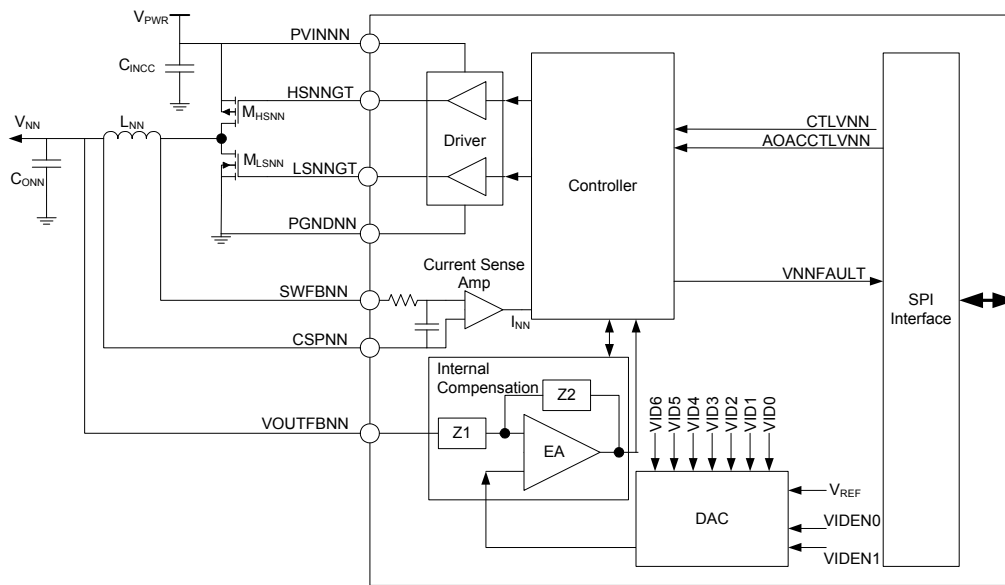 VPWR
PVINNN
CINCC
HSNNGT
MHSNN
LNN
VNN
Driver
CONN
MLSNN
LSNNGT
PGNDNN
Controller
CTLVNN
AOACCTLVNN
VNNFAULT
SPI
Interface
Current Sense
Amp
SWFBNN
INN
CSPNN
Internal
Compensation
Z2
Z1
VOUTFBNN
EA
VID6
VID5
VID4
VID3
VID2
VID1
VID0
VREF
DAC
VIDEN0
VIDEN1